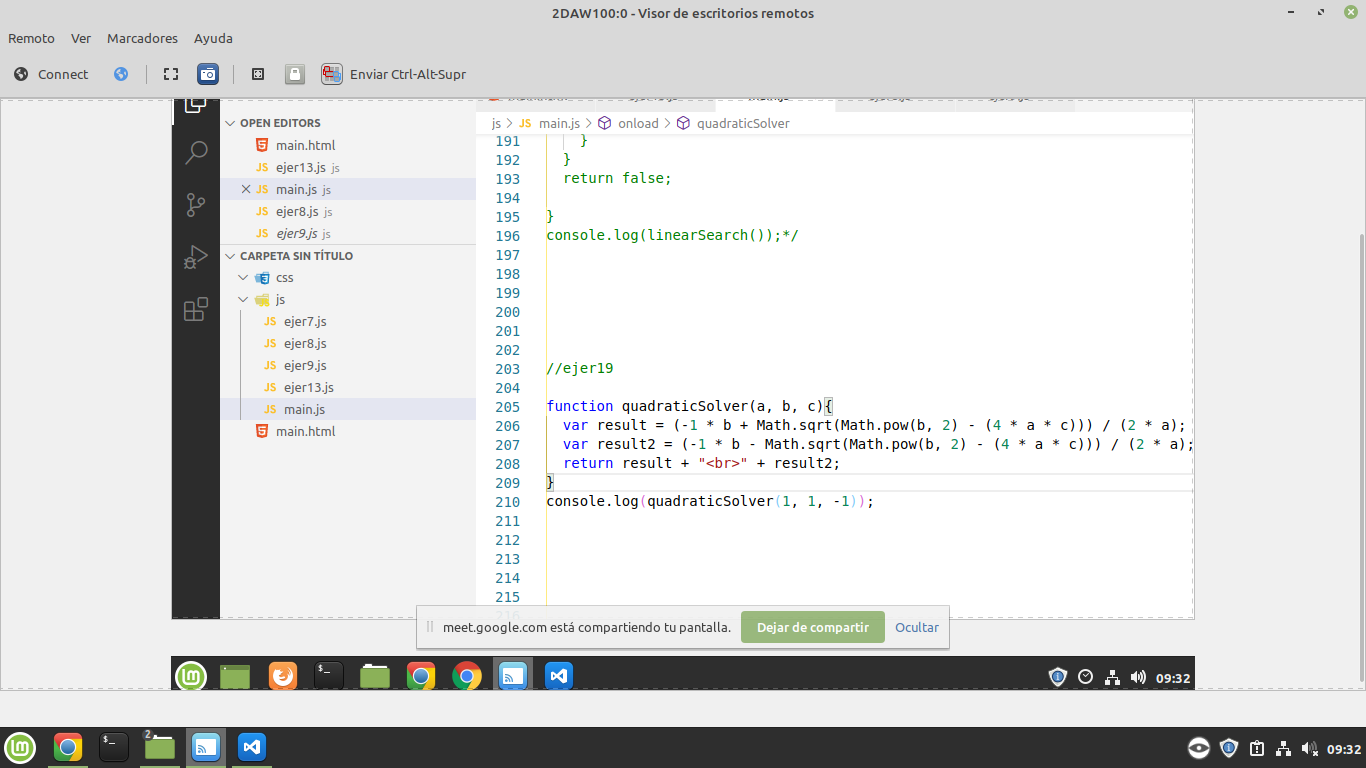 2DAW100:0 - Visor de escritorios remotos
Remoto Ver Marcadores Ayuda
Connect Enviar Ctrl-Alt-Supr
OPEN EDITORS
main.html
JS ejer13.js js
JS main.js js
JS ejer8.js js
JS ejer9.js js
CARPETA SIN TÍTULO
css
js
JS ejer7.js
JS ejer8.js
JS ejer9.js
JS ejer13.js
JS main.js
main.html
js > JS main.js > onload > quadraticSolver
191 }
192 }
193 return false;
194
195 }
196 console.log(linearSearch());*/
197
198
199
200
201
202
203 //ejer19
204
205 function quadraticSolver(a, b, c){
206 var result = (-1 * b + Math.sqrt(Math.pow(b, 2) - (4 * a * c))) / (2 * a);
207 var result2 = (-1 * b - Math.sqrt(Math.pow(b, 2) - (4 * a * c))) / (2 * a);
208 return result + "<br>" + result2;
209 }
210 console.log(quadraticSolver(1, 1, -1));
211
212
213
214
215
meet.google.com está compartiendo tu pantalla. Dejar de compartir Ocultar
09:32
2
09:32